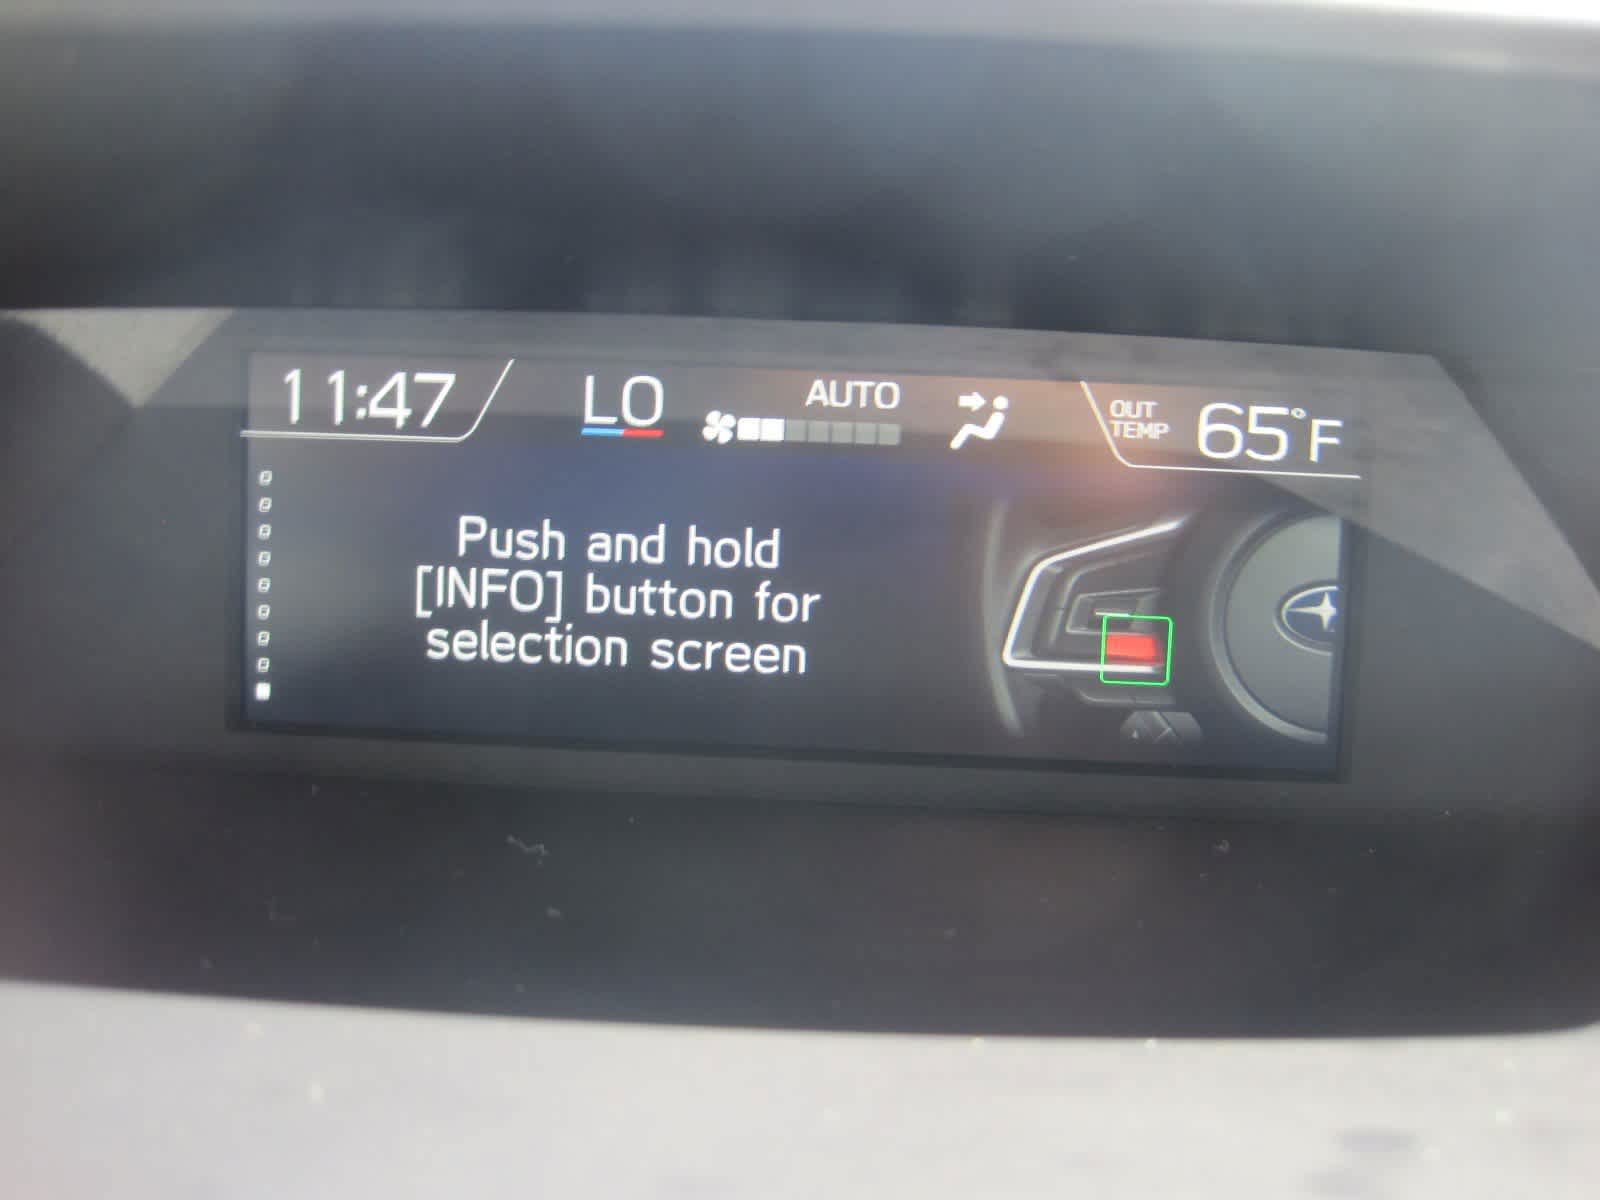 11:47
LO
AUTO
OUT
TEMP
65°F
Push and hold
[INFO] button for
selection screen